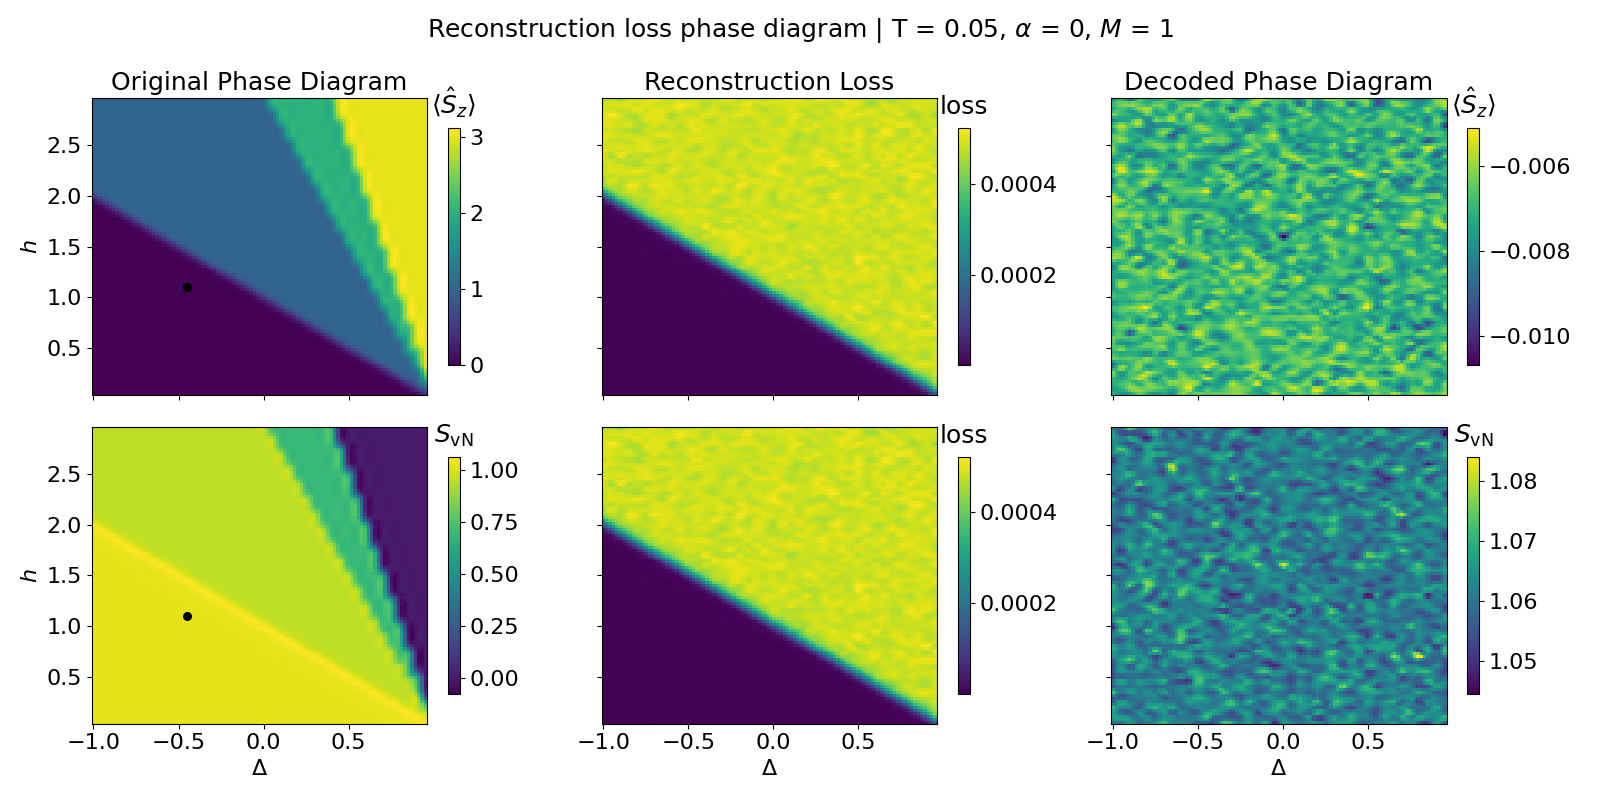 Reconstruction loss phase diagram | T = 0.05, α = 0, M = 1
Original Phase Diagram
Reconstruction Loss
Decoded Phase Diagram
⟨Ŝ_z⟩
loss
⟨Ŝ_z⟩
h
2.5
2.0
1.5
1.0
0.5
3
2
1
0
0.0004
0.0002
−0.006
−0.008
−0.010
S_vN
loss
S_vN
h
2.5
2.0
1.5
1.0
0.5
1.00
0.75
0.50
0.25
0.00
0.0004
0.0002
1.08
1.07
1.06
1.05
−1.0 −0.5 0.0 0.5
−1.0 −0.5 0.0 0.5
−1.0 −0.5 0.0 0.5
Δ
Δ
Δ